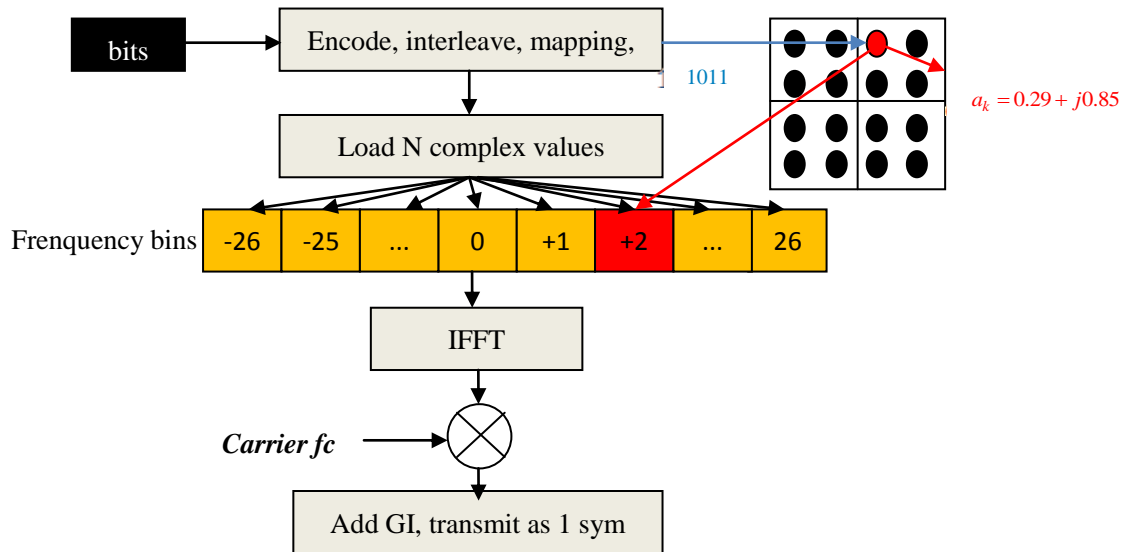 bits
Encode, interleave, mapping,
1011
a_k = 0.29 + j0.85
Load N complex values
Frenquency bins
-26 -25 ... 0 +1 +2 ... 26
IFFT
Carrier fc
Add GI, transmit as 1 sym